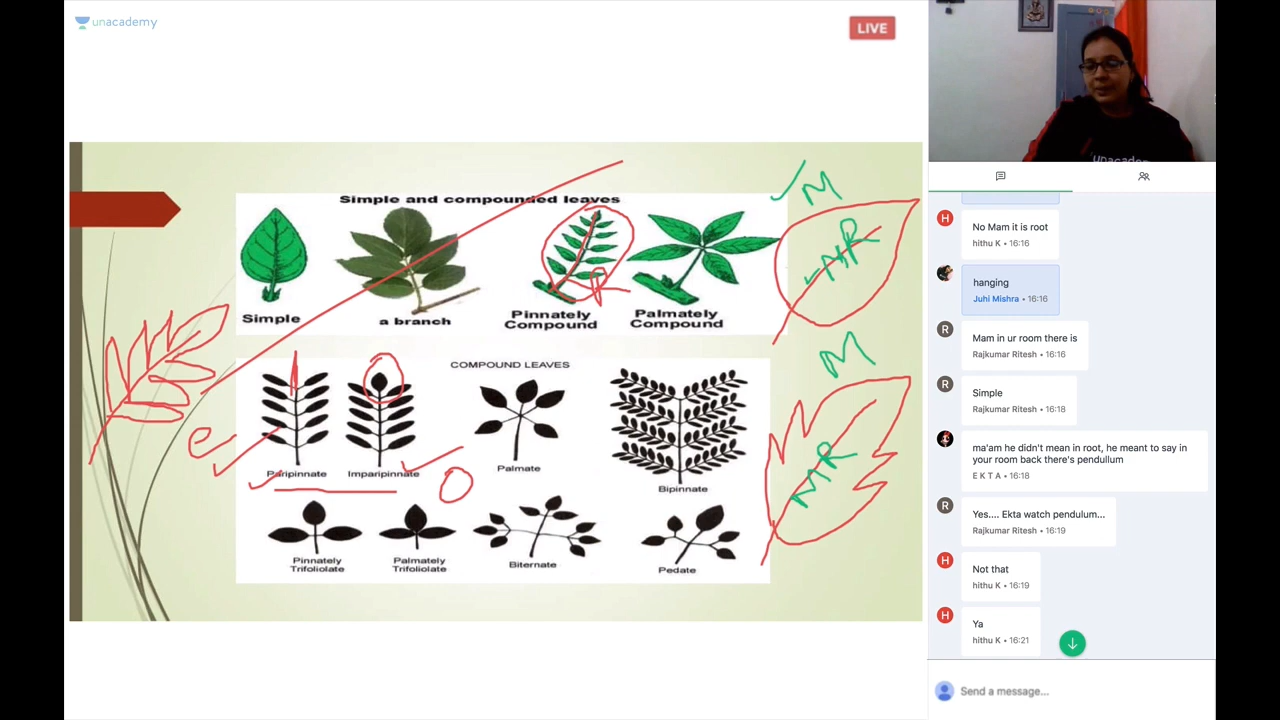 unacademy
LIVE
Simple and compounded leaves
Simple
a branch
Pinnately
Compound
Palmately
Compound
M
R
M
COMPOUND LEAVES
e
O
Paripinnate
Imparipinnate
Palmate
Bipinnate
Pinnately
Trifoliolate
Palmately
Trifoliolate
Biternate
Pedate
unacademy
No Mam it is root
hithu K • 16:16
hanging
Juhi Mishra • 16:16
Mam in ur room there is
Rajkumar Ritesh • 16:16
Simple
Rajkumar Ritesh • 16:18
ma'am he didn't mean in root, he meant to say in
your room back there's pendullum
E K T A • 16:18
Yes.... Ekta watch pendulum...
Rajkumar Ritesh • 16:19
Not that
hithu K • 16:19
Ya
hithu K • 16:21
Send a message...